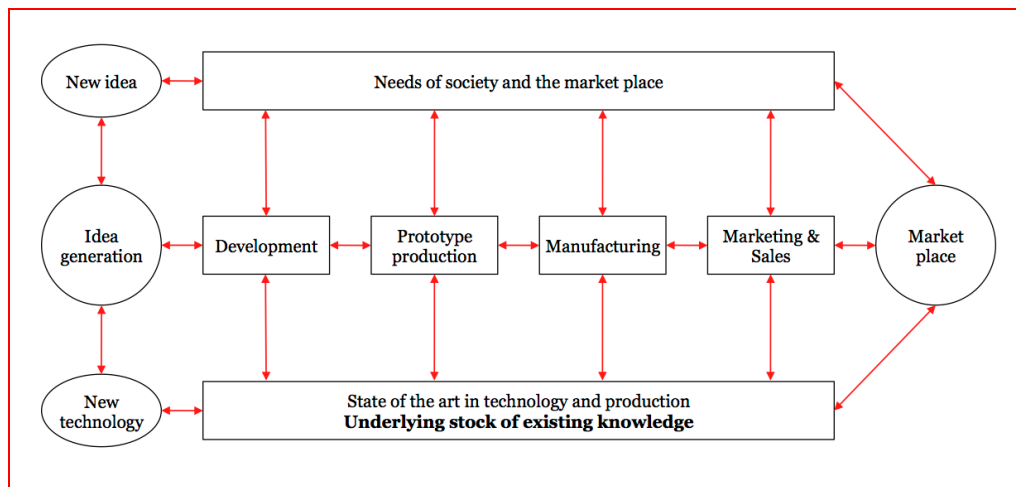 New idea
Needs of society and the market place
Idea
generation
Development
Prototype
production
Manufacturing
Marketing &
Sales
Market
place
New
technology
State of the art in technology and production
Underlying stock of existing knowledge